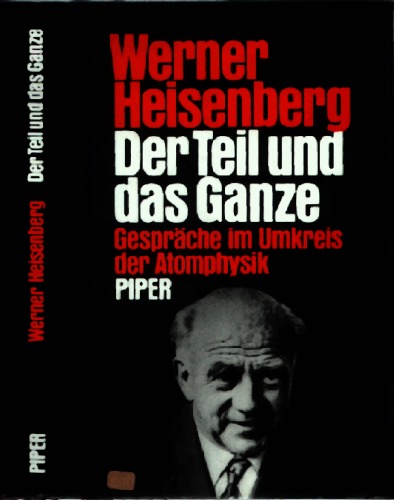 Werner Heisenberg Der Teil und das Ganze
PIPER
Werner
Heisenberg
Der Teil und
das Ganze
Gespräche im Umkreis
der Atomphysik
PIPER